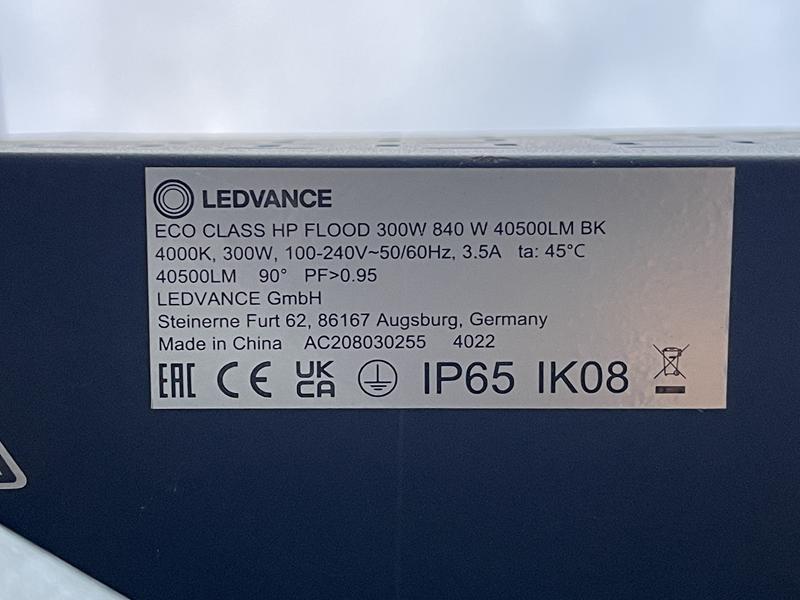 LEDVANCE
ECO CLASS HP FLOOD 300W 840 W 40500LM BK
4000K, 300W, 100-240V~50/60Hz, 3.5A ta: 45°C
40500LM 90° PF>0.95
LEDVANCE GmbH
Steinerne Furt 62, 86167 Augsburg, Germany
Made in China AC208030255 4022
EAC CE UKCA IP65 IK08